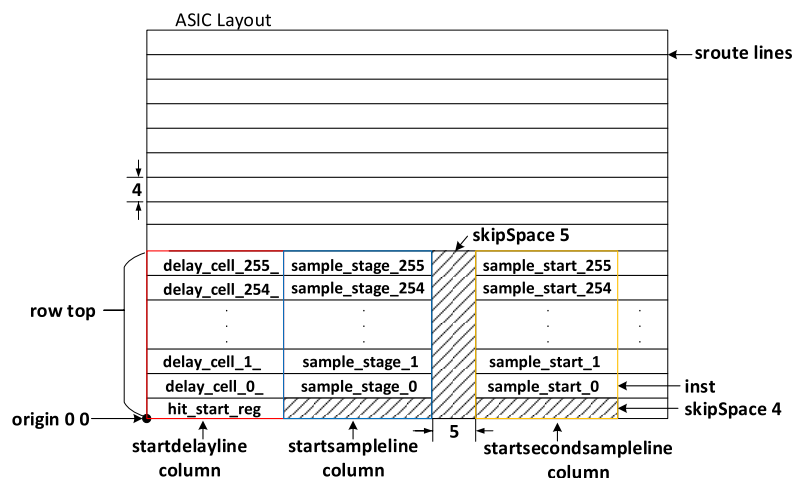 ASIC Layout
sroute lines
4
skipSpace 5
delay_cell_255_ sample_stage_255 sample_start_255
delay_cell_254_ sample_stage_254 sample_start_254
row top
delay_cell_1_ sample_stage_1 sample_start_1
delay_cell_0_ sample_stage_0 sample_start_0
inst
hit_start_reg
skipSpace 4
origin 0 0
5
startdelayline
column
startsampleline
column
startsecondsampleline
column